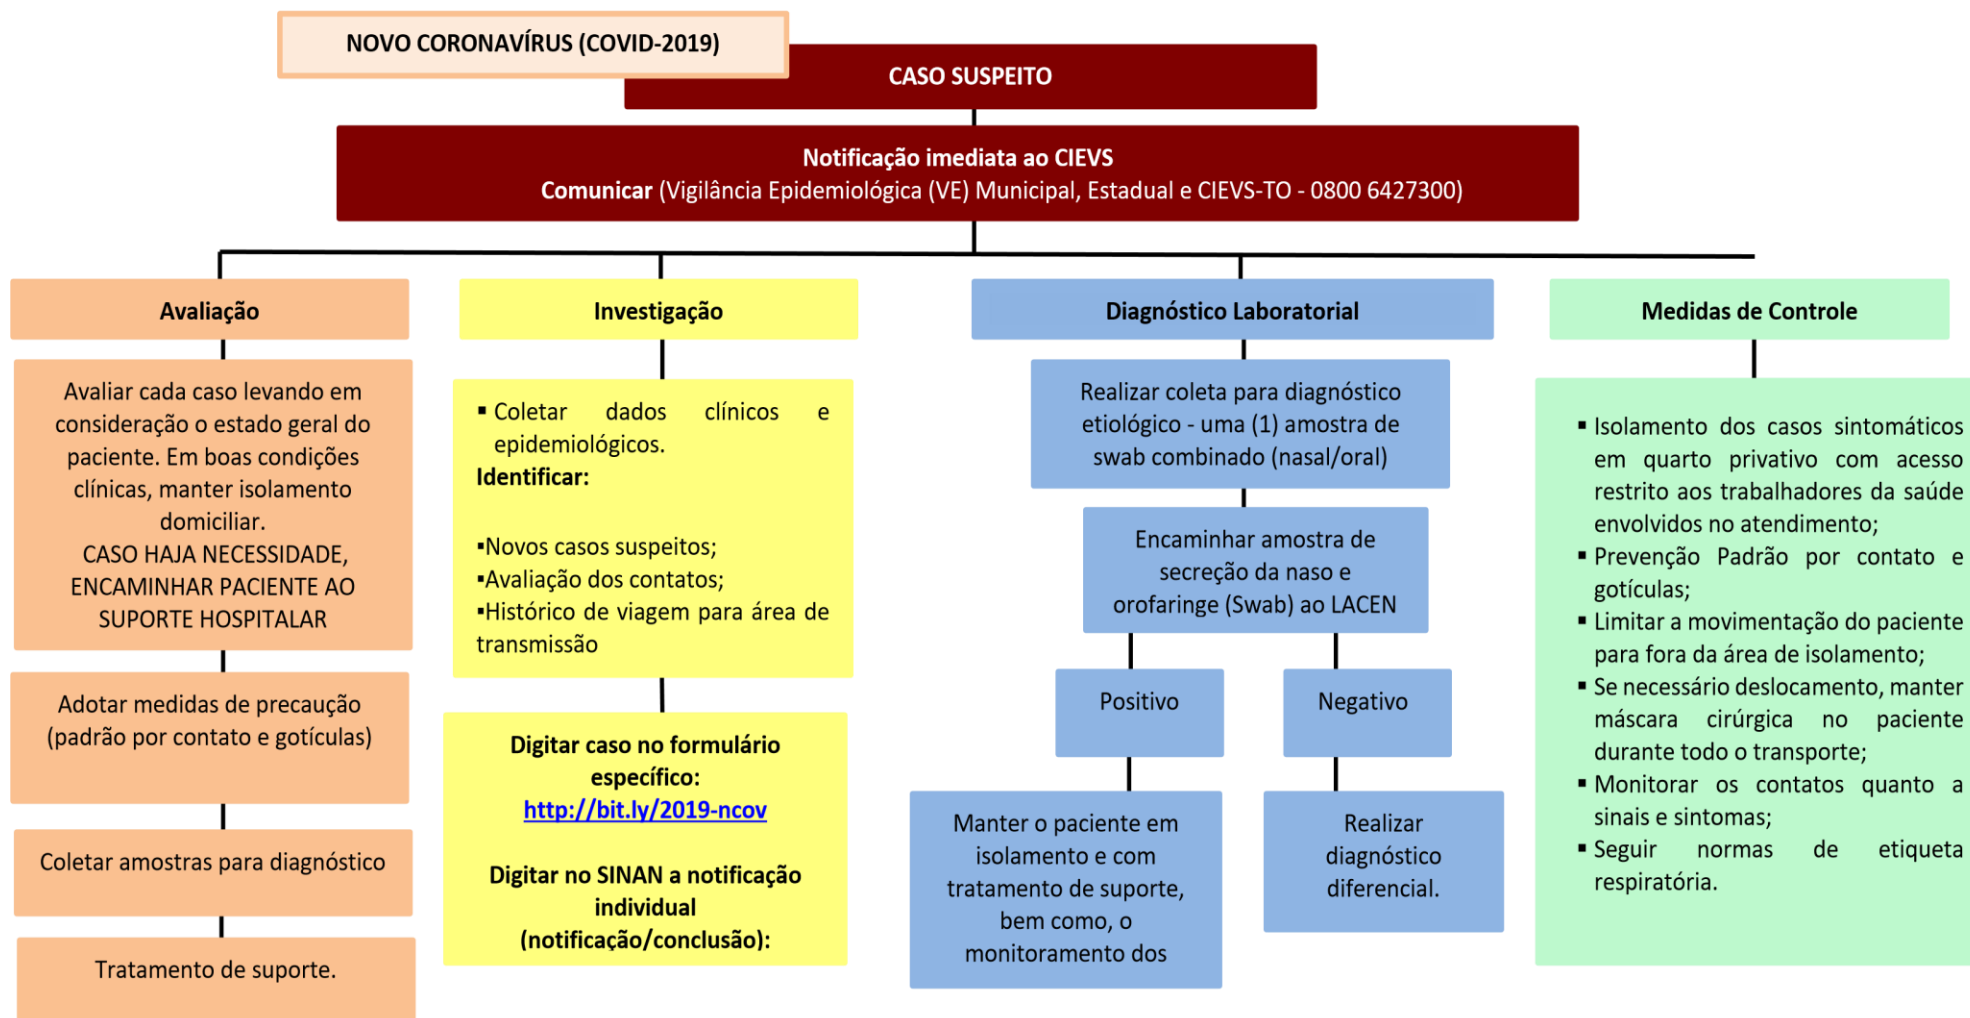 NOVO CORONAVÍRUS (COVID-2019)
CASO SUSPEITO
Notificação imediata ao CIEVS
Comunicar (Vigilância Epidemiológica (VE) Municipal, Estadual e CIEVS-TO - 0800 6427300)
Avaliação
Avaliar cada caso levando em
consideração o estado geral do
paciente. Em boas condições
clínicas, manter isolamento
domiciliar.
CASO HAJA NECESSIDADE,
ENCAMINHAR PACIENTE AO
SUPORTE HOSPITALAR
Adotar medidas de precaução
(padrão por contato e gotículas)
Coletar amostras para diagnóstico
Tratamento de suporte.
Investigação
▪ Coletar dados clínicos e
epidemiológicos.
Identificar:
▪Novos casos suspeitos;
▪Avaliação dos contatos;
▪Histórico de viagem para área de
transmissão
Digitar caso no formulário
específico:
http://bit.ly/2019-ncov
Digitar no SINAN a notificação
individual
(notificação/conclusão):
Diagnóstico Laboratorial
Realizar coleta para diagnóstico
etiológico - uma (1) amostra de
swab combinado (nasal/oral)
Encaminhar amostra de
secreção da naso e
orofaringe (Swab) ao LACEN
Positivo
Negativo
Manter o paciente em
isolamento e com
tratamento de suporte,
bem como, o
monitoramento dos
Realizar
diagnóstico
diferencial.
Medidas de Controle
▪ Isolamento dos casos sintomáticos
em quarto privativo com acesso
restrito aos trabalhadores da saúde
envolvidos no atendimento;
▪ Prevenção Padrão por contato e
gotículas;
▪ Limitar a movimentação do paciente
para fora da área de isolamento;
▪ Se necessário deslocamento, manter
máscara cirúrgica no paciente
durante todo o transporte;
▪ Monitorar os contatos quanto a
sinais e sintomas;
▪ Seguir normas de etiqueta
respiratória.